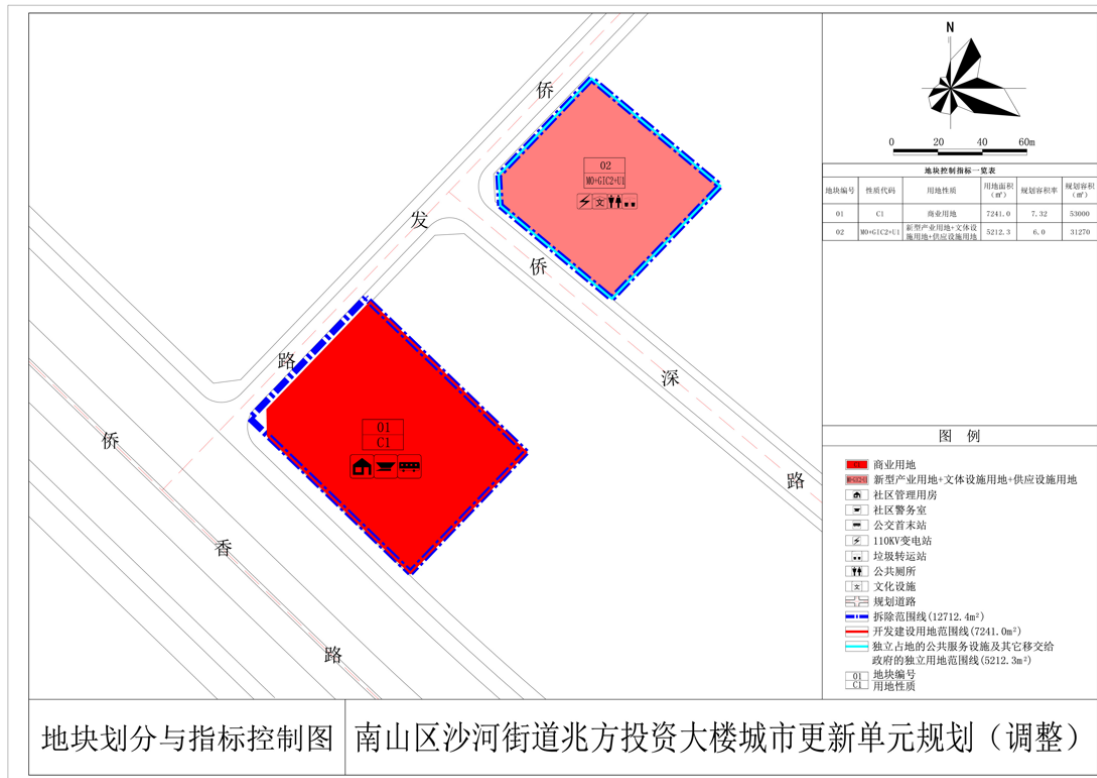 N
0 20 40 60m
地块控制指标一览表
地块编号 性质代码 用地性质 用地面积（㎡） 规划容积率 规划容积（㎡）
01 C1 商业用地 7241.0 7.32 53000
02 M0+GIC2+U1 新型产业用地+文体设施用地+供应设施用地 5212.3 6.0 31270
侨
02
M0+GIC2+U1
文
发
侨
路
深
01
C1
侨
路
香
路
图 例
商业用地
新型产业用地+文体设施用地+供应设施用地
社区管理用房
社区警务室
公交首末站
110KV变电站
垃圾转运站
公共厕所
文 文化设施
规划道路
拆除范围线(12712.4m²)
开发建设用地范围线(7241.0m²)
独立占地的公共服务设施及其它移交给
政府的独立用地范围线(5212.3m²)
01 地块编号
C1 用地性质
地块划分与指标控制图
南山区沙河街道兆方投资大楼城市更新单元规划（调整）